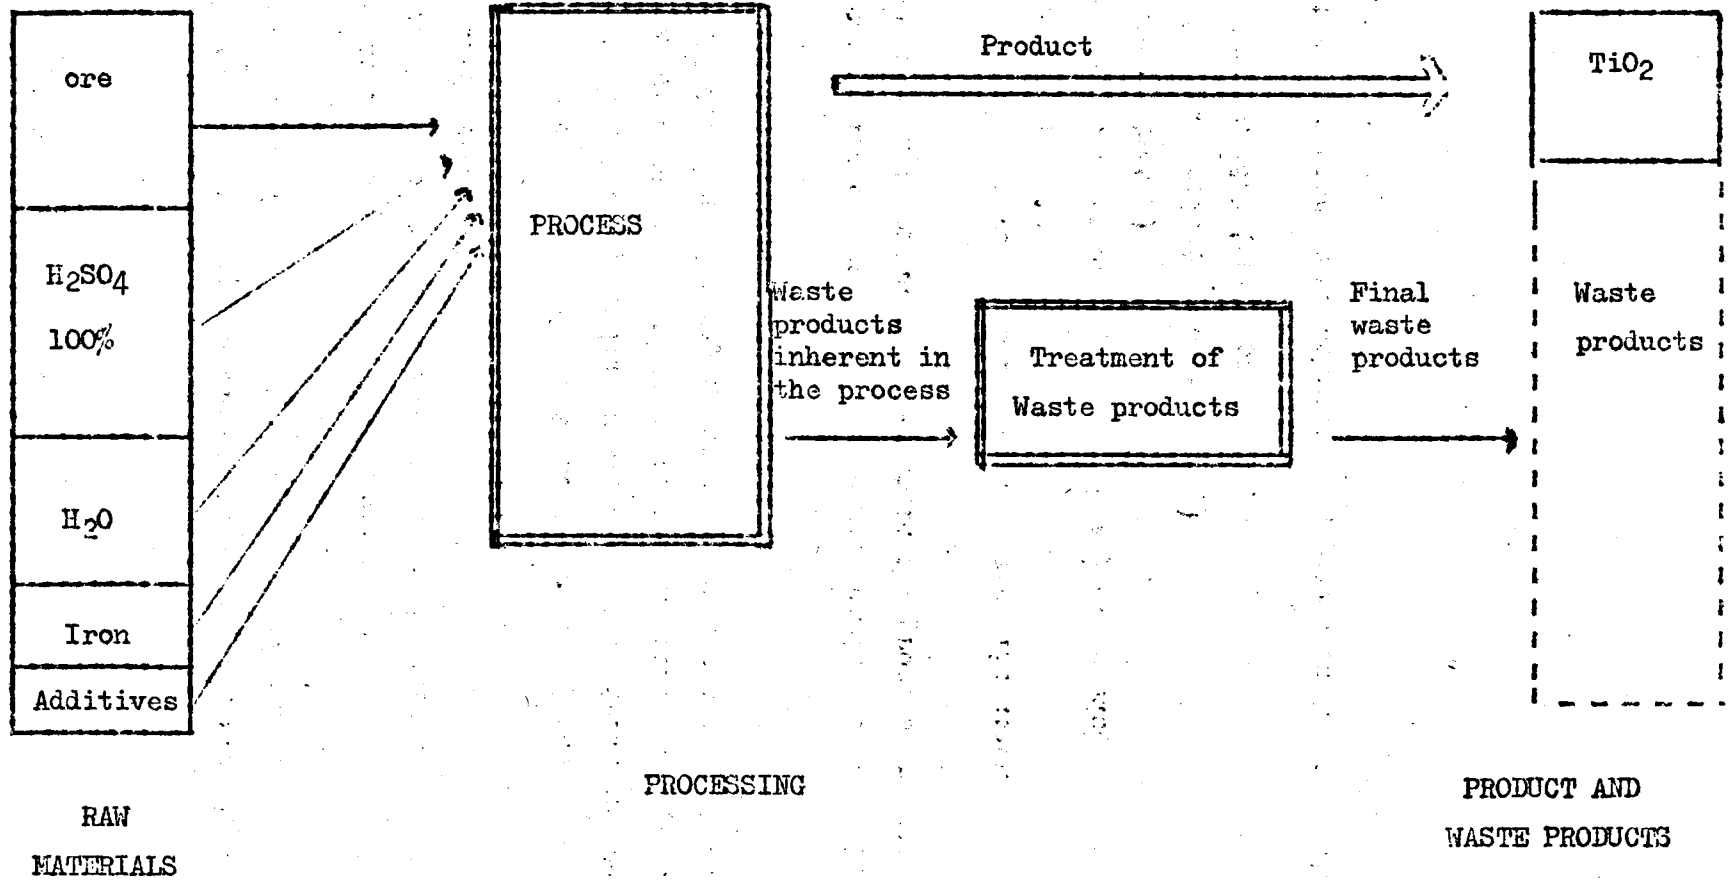 ore
H2SO4
100%
H2O
Iron
Additives
RAW
MATERIALS
PROCESS
PROCESSING
Product
Waste
products
inherent in
the process
Treatment of
Waste products
Final
waste
products
TiO2
Waste
products
PRODUCT AND
WASTE PRODUCTS